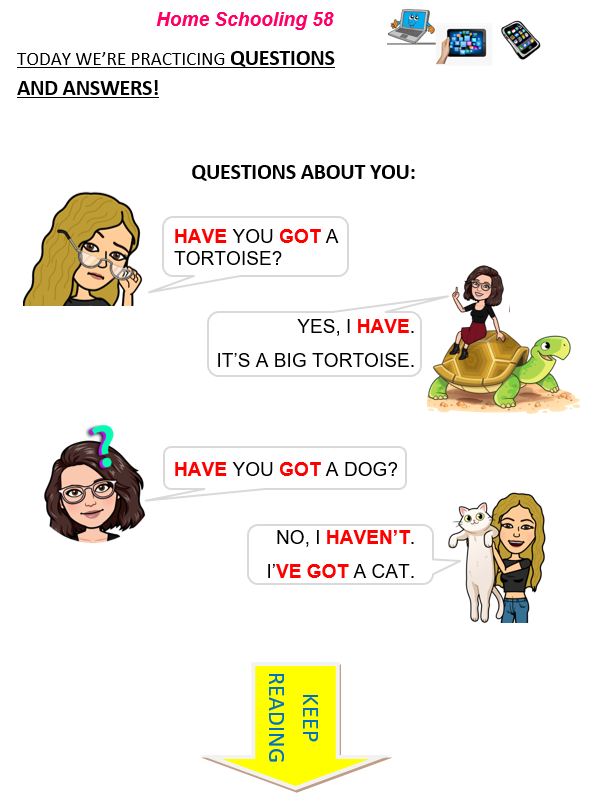 Home Schooling 58
TODAY WE’RE PRACTICING QUESTIONS
AND ANSWERS!
QUESTIONS ABOUT YOU:
HAVE YOU GOT A
TORTOISE?
YES, I HAVE.
IT’S A BIG TORTOISE.
?
HAVE YOU GOT A DOG?
NO, I HAVEN’T.
I’VE GOT A CAT.
KEEP
READING